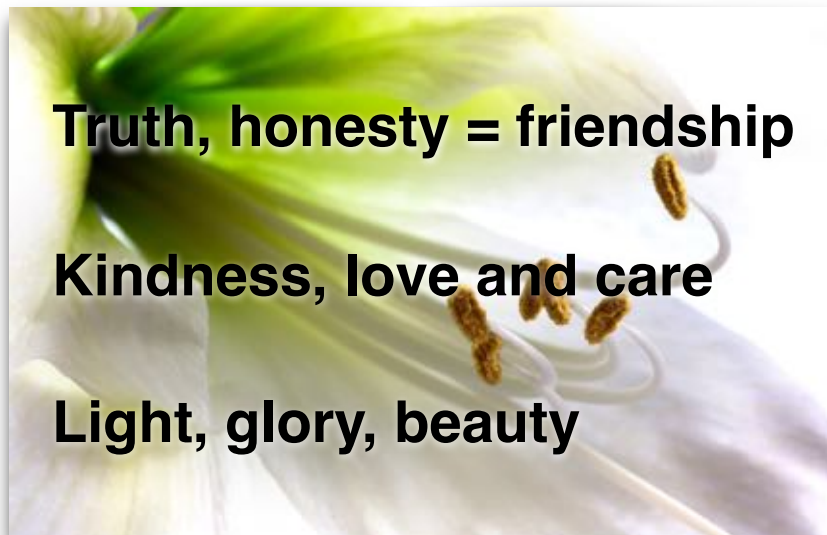 Truth, honesty = friendship
Kindness, love and care
Light, glory, beauty